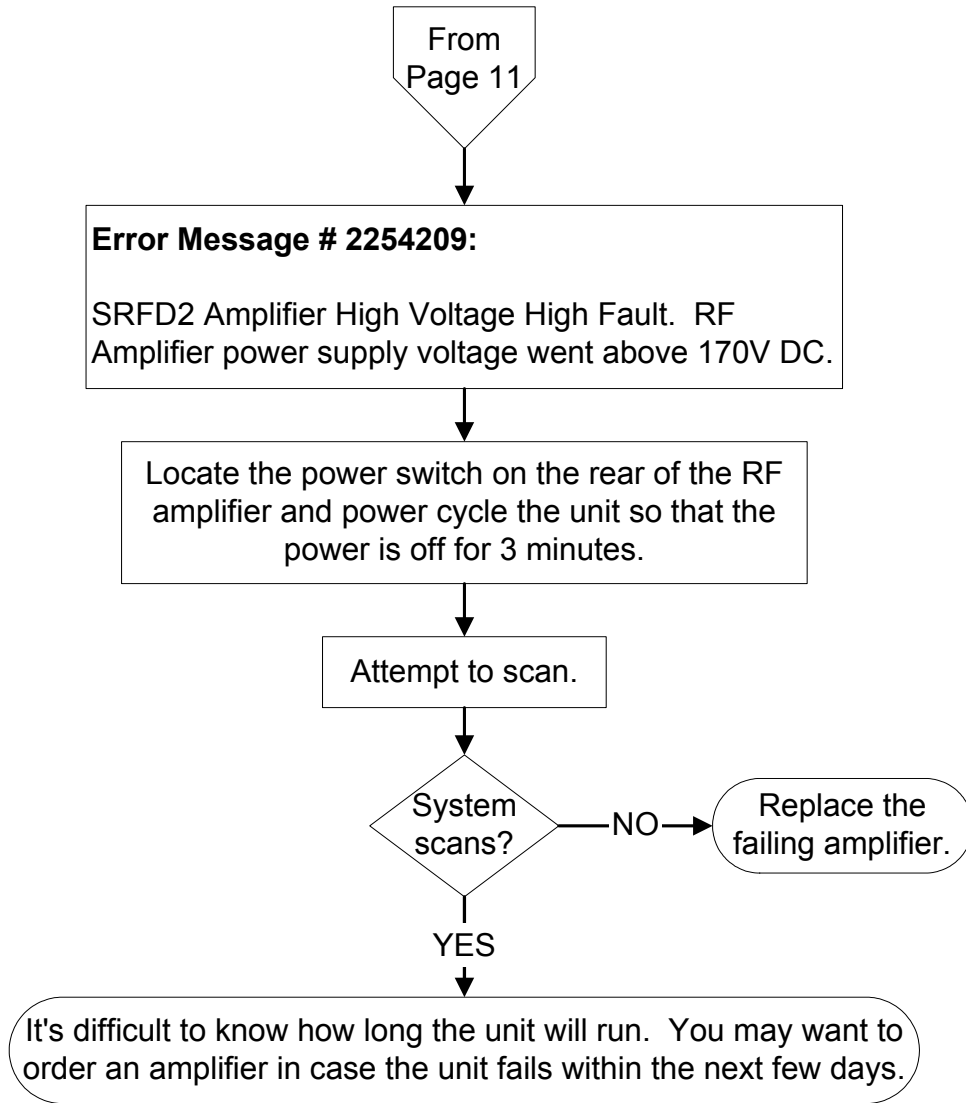 From
Page 11
Error Message # 2254209:
SRFD2 Amplifier High Voltage High Fault.  RF
Amplifier power supply voltage went above 170V DC.
Locate the power switch on the rear of the RF
amplifier and power cycle the unit so that the
power is off for 3 minutes.
Attempt to scan.
System
scans?
NO
Replace the
failing amplifier.
YES
It's difficult to know how long the unit will run.  You may want to
order an amplifier in case the unit fails within the next few days.